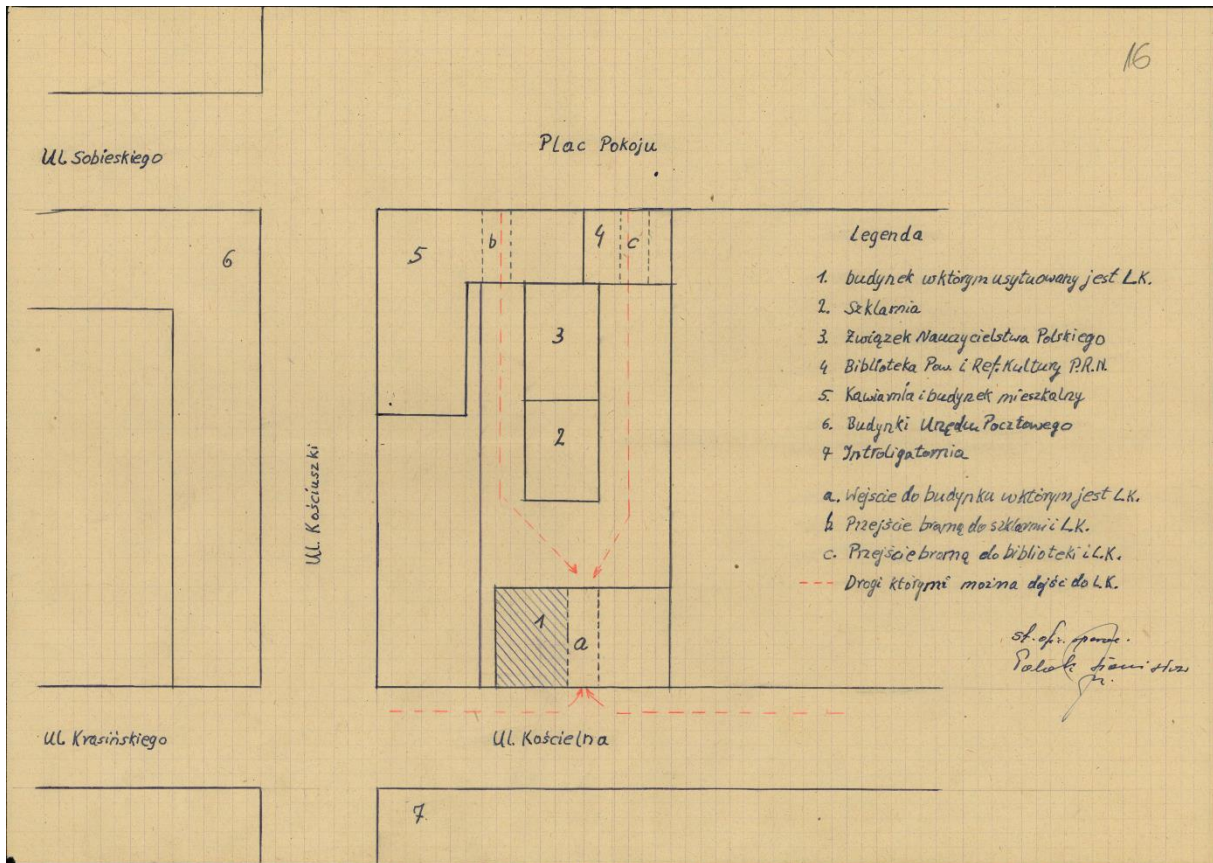 16
Plac Pokoju
Ul. Sobieskiego
6
5
b
4
c
3
2
Ul. Kościuszki
1
a
Legenda
1. budynek w którym usytuowany jest L.K.
2. Szklarnia
3. Związek Nauczycielstwa Polskiego
4 Biblioteka Pow. i Ref. Kultury P.R.N.
5. Kawiarnia i budynek mieszkalny
6. Budynki Urzędu Pocztowego
7 Introligatornia
a. Wejście do budynku w którym jest L.K.
b Przejście bramą do szklarni i L.K.
c. Przejście bramą do biblioteki i L.K.
Drogi którymi można dojść do L.K.
st. ofr. operac.
Ul. Krasińskiego
Ul. Kościelna
7